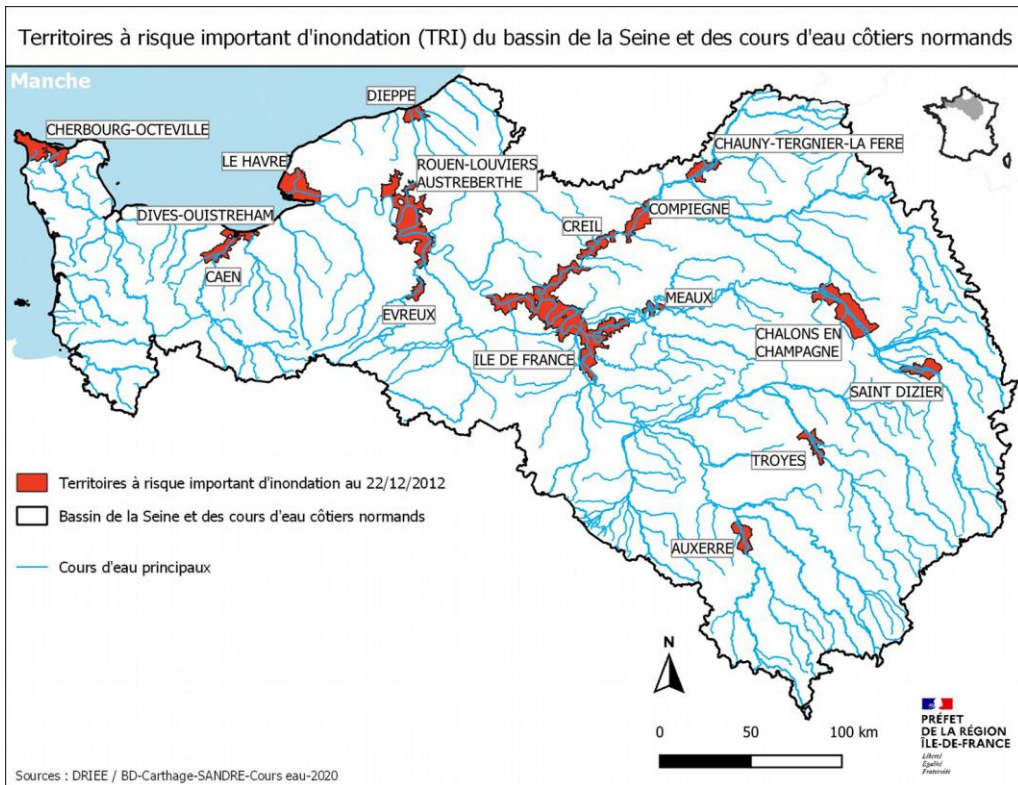 Territoires à risque important d'inondation (TRI) du bassin de la Seine et des cours d'eau côtiers normands
Manche
DIEPPE
CHERBOURG-OCTEVILLE
CHAUNY-TERGNIER-LA FERE
LE HAVRE
ROUEN-LOUVIERS
AUSTREBERTHE
COMPIEGNE
DIVES-OUISTREHAM
CREIL
CAEN
MEAUX
EVREUX
CHALONS EN
CHAMPAGNE
ILE DE FRANCE
SAINT DIZIER
TROYES
Territoires à risque important d'inondation au 22/12/2012
Bassin de la Seine et des cours d'eau côtiers normands
AUXERRE
Cours d'eau principaux
N
0 50 100 km
PRÉFET
DE LA RÉGION
ÎLE-DE-FRANCE
Liberté
Égalité
Fraternité
Sources : DRIEE / BD-Carthage-SANDRE-Cours eau-2020